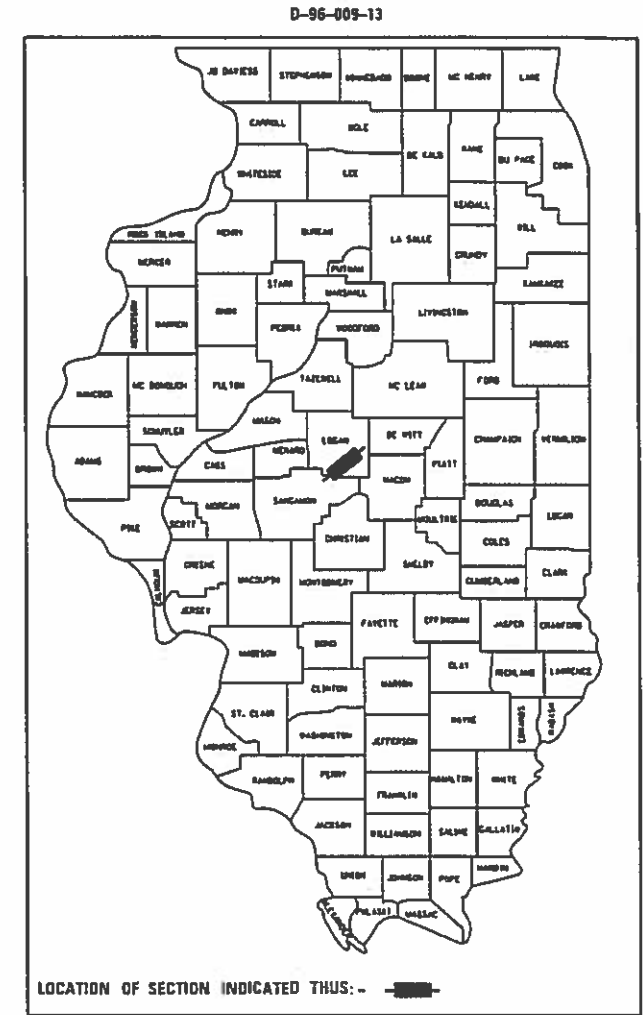 D-96-009-13
JO DAVIESS STEPHENSON WINNEBAGO BOONE MC HENRY LAKE
CARROLL OGLE DE KALB KANE DU PAGE COOK
WHITESIDE LEE KENDALL WILL
ROCK ISLAND HENRY BUREAU LA SALLE GRUNDY
MERCER PUTNAM KANKAKEE
STARK MARSHALL LIVINGSTON
HENDERSON WARREN KNOX PEORIA WOODFORD IROQUOIS
HANCOCK MC DONOUGH FULTON TAZEWELL MC LEAN FORD
MASON
SCHUYLER LOGAN DE WITT CHAMPAIGN VERMILION
ADAMS BROWN CASS MENARD PIATT
MACON
PIKE SCOTT MORGAN SANGAMON DOUGLAS EDGAR
CHRISTIAN MOULTRIE COLES
GREENE SHELBY
CALHOUN MACOUPIN MONTGOMERY CUMBERLAND CLARK
JERSEY FAYETTE EFFINGHAM JASPER CRAWFORD
MADISON BOND CLAY RICHLAND LAWRENCE
CLINTON MARION
ST. CLAIR WAYNE EDWARDS WABASH
MONROE WASHINGTON JEFFERSON
RANDOLPH PERRY HAMILTON WHITE
FRANKLIN
JACKSON WILLIAMSON SALINE GALLATIN
UNION JOHNSON POPE HARDIN
ALEXANDER PULASKI MASSAC
LOCATION OF SECTION INDICATED THUS: -